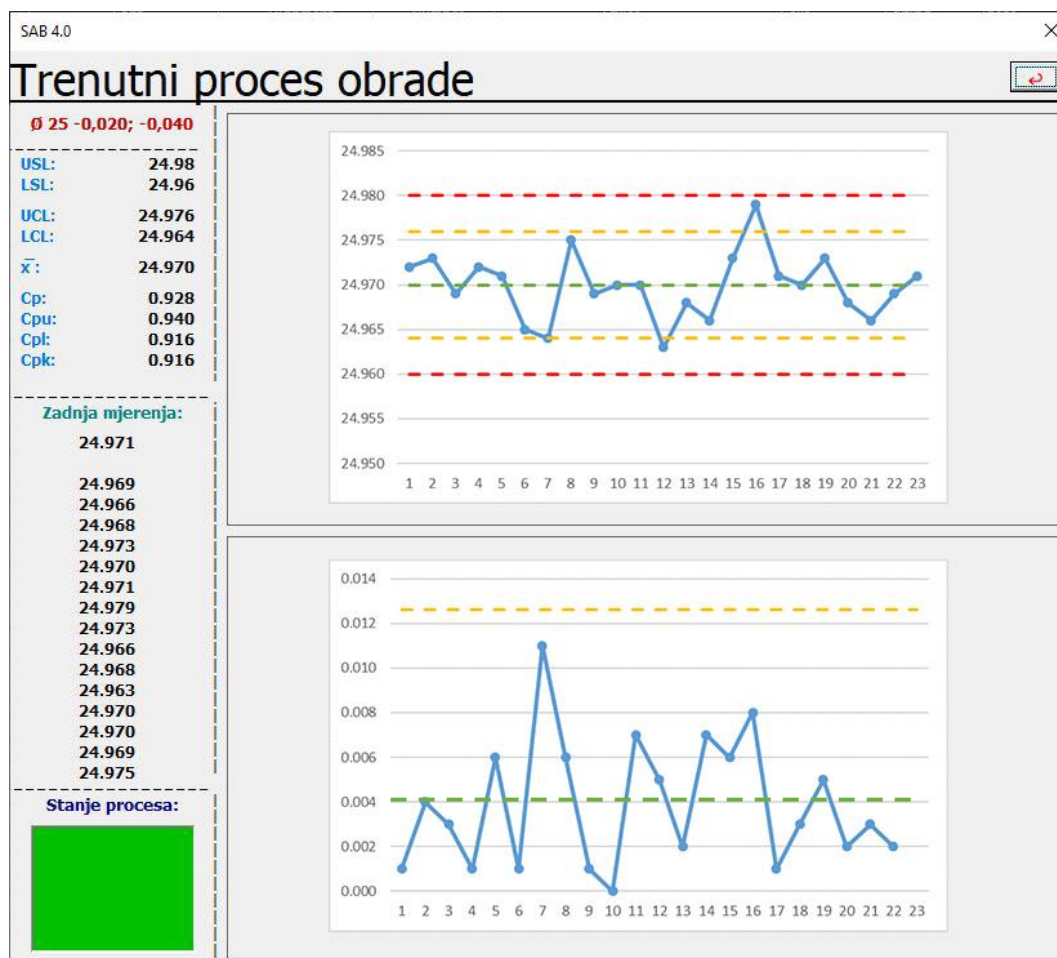 SAB 4.0
Trenutni proces obrade
Ø 25 -0,020; -0,040
USL: 24.98
LSL: 24.96
UCL: 24.976
LCL: 24.964
x̄ : 24.970
Cp: 0.928
Cpu: 0.940
Cpl: 0.916
Cpk: 0.916
Zadnja mjerenja:
24.971
24.969
24.966
24.968
24.973
24.970
24.971
24.979
24.973
24.966
24.968
24.963
24.970
24.970
24.969
24.975
Stanje procesa:
24.985
24.980
24.975
24.970
24.965
24.960
24.955
24.950
1 2 3 4 5 6 7 8 9 10 11 12 13 14 15 16 17 18 19 20 21 22 23
0.014
0.012
0.010
0.008
0.006
0.004
0.002
0.000
1 2 3 4 5 6 7 8 9 10 11 12 13 14 15 16 17 18 19 20 21 22 23